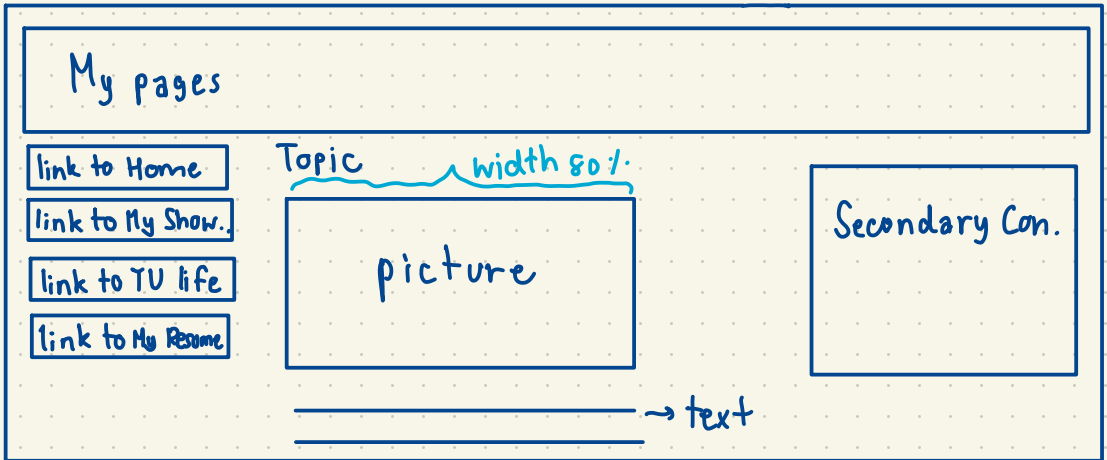 My pages
link to Home
link to My Show..
link to TU life
link to My Resume
Topic
width 80%
picture
→ text
Secondary Con.